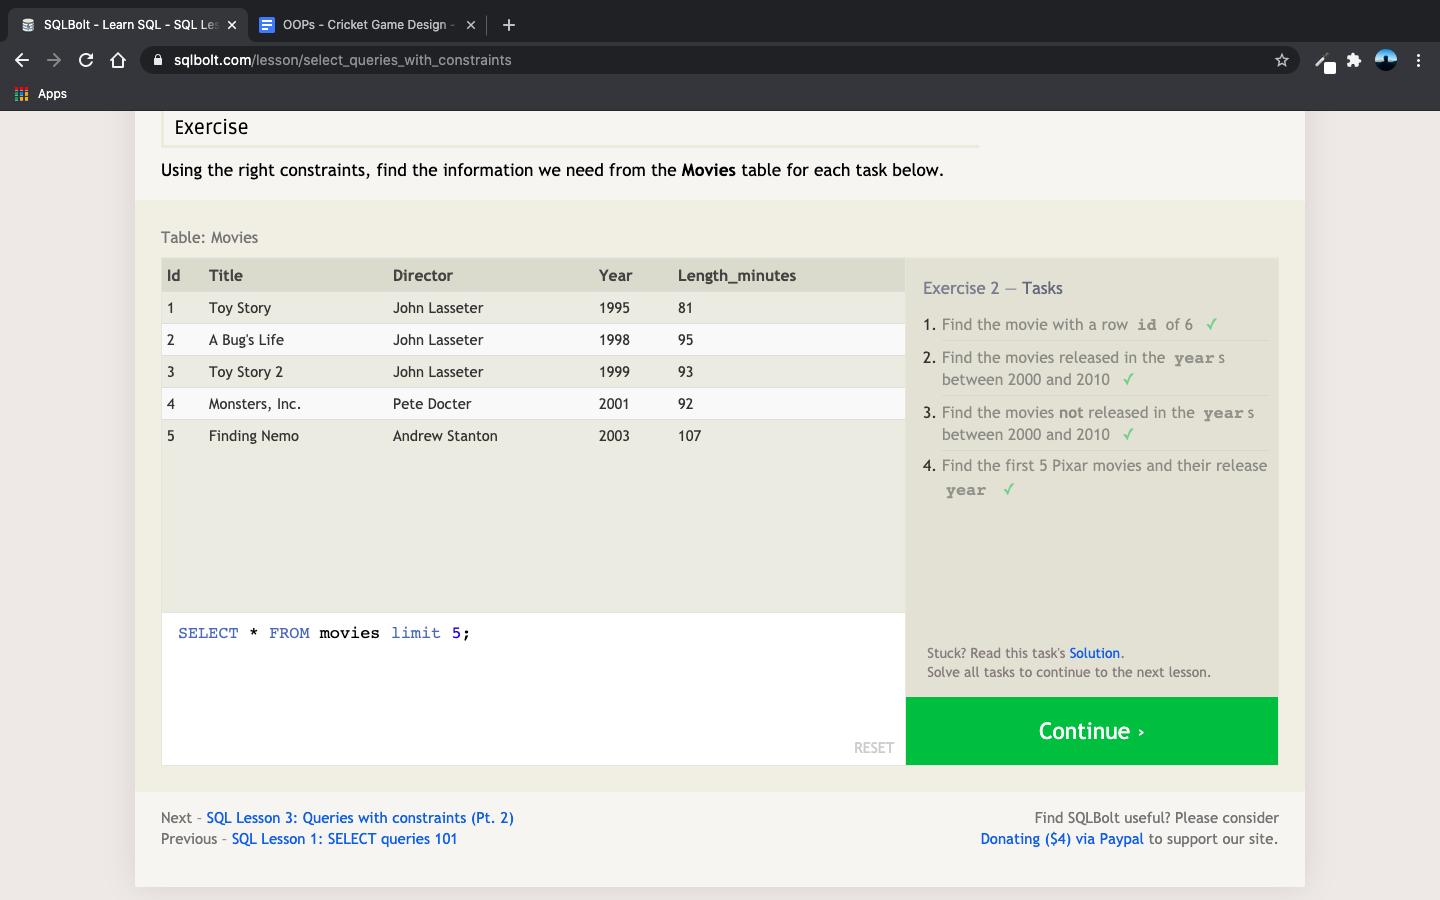 SQLBolt - Learn SQL - SQL Les
OOPs - Cricket Game Design -
sqlbolt.com/lesson/select_queries_with_constraints
Apps
Exercise
Using the right constraints, find the information we need from the Movies table for each task below.
Table: Movies
Id Title Director Year Length_minutes
1 Toy Story John Lasseter 1995 81
2 A Bug's Life John Lasseter 1998 95
3 Toy Story 2 John Lasseter 1999 93
4 Monsters, Inc. Pete Docter 2001 92
5 Finding Nemo Andrew Stanton 2003 107
SELECT * FROM movies limit 5;
RESET
Exercise 2 — Tasks
1. Find the movie with a row id of 6 ✓
2. Find the movies released in the year s
between 2000 and 2010 ✓
3. Find the movies not released in the year s
between 2000 and 2010 ✓
4. Find the first 5 Pixar movies and their release
year ✓
Stuck? Read this task's Solution.
Solve all tasks to continue to the next lesson.
Continue ›
Next – SQL Lesson 3: Queries with constraints (Pt. 2)
Previous – SQL Lesson 1: SELECT queries 101
Find SQLBolt useful? Please consider
Donating ($4) via Paypal to support our site.